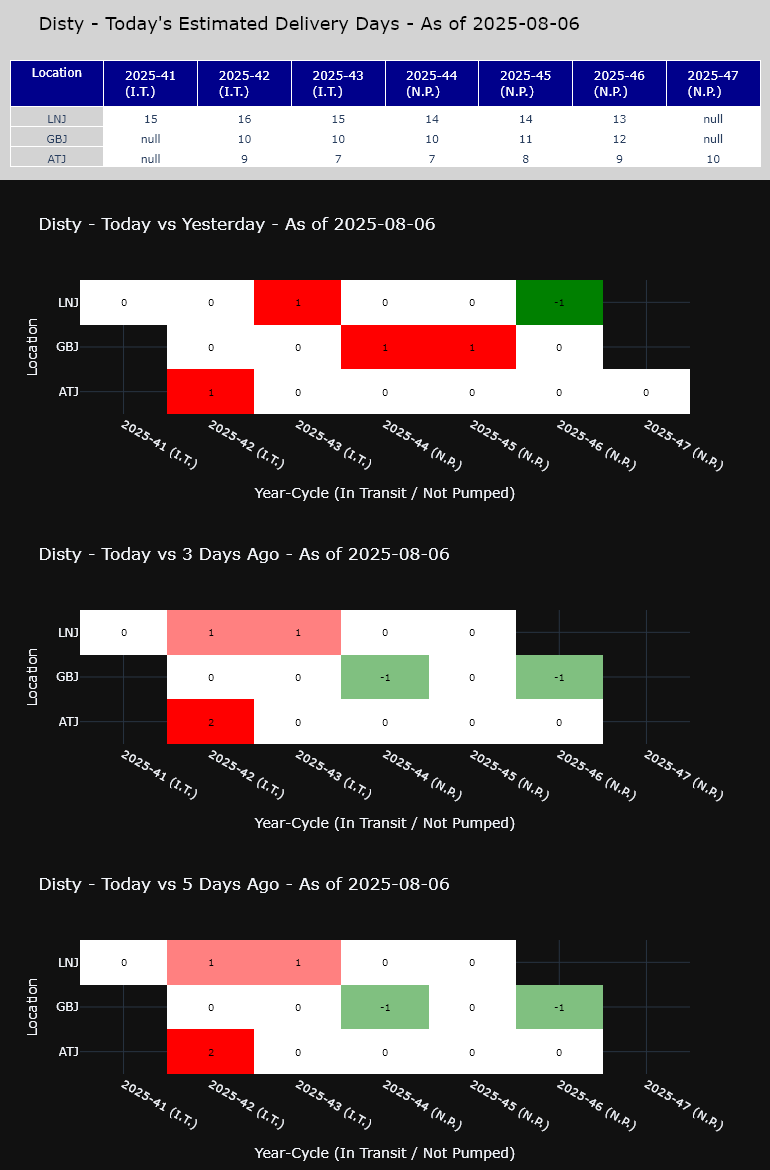 Disty - Today's Estimated Delivery Days - As of 2025-08-06
Location 2025-41 (I.T.) 2025-42 (I.T.) 2025-43 (I.T.) 2025-44 (N.P.) 2025-45 (N.P.) 2025-46 (N.P.) 2025-47 (N.P.)
LNJ 15 16 15 14 14 13 null
GBJ null 10 10 10 11 12 null
ATJ null 9 7 7 8 9 10
Disty - Today vs Yesterday - As of 2025-08-06
Location
LNJ 0 0 1 0 0 -1
GBJ 0 0 1 1 0
ATJ 1 0 0 0 0 0
2025-41 (I.T.) 2025-42 (I.T.) 2025-43 (I.T.) 2025-44 (N.P.) 2025-45 (N.P.) 2025-46 (N.P.) 2025-47 (N.P.)
Year-Cycle (In Transit / Not Pumped)
Disty - Today vs 3 Days Ago - As of 2025-08-06
Location
LNJ 0 1 1 0 0
GBJ 0 0 -1 0 -1
ATJ 2 0 0 0 0
2025-41 (I.T.) 2025-42 (I.T.) 2025-43 (I.T.) 2025-44 (N.P.) 2025-45 (N.P.) 2025-46 (N.P.) 2025-47 (N.P.)
Year-Cycle (In Transit / Not Pumped)
Disty - Today vs 5 Days Ago - As of 2025-08-06
Location
LNJ 0 1 1 0 0
GBJ 0 0 -1 0 -1
ATJ 2 0 0 0 0
2025-41 (I.T.) 2025-42 (I.T.) 2025-43 (I.T.) 2025-44 (N.P.) 2025-45 (N.P.) 2025-46 (N.P.) 2025-47 (N.P.)
Year-Cycle (In Transit / Not Pumped)